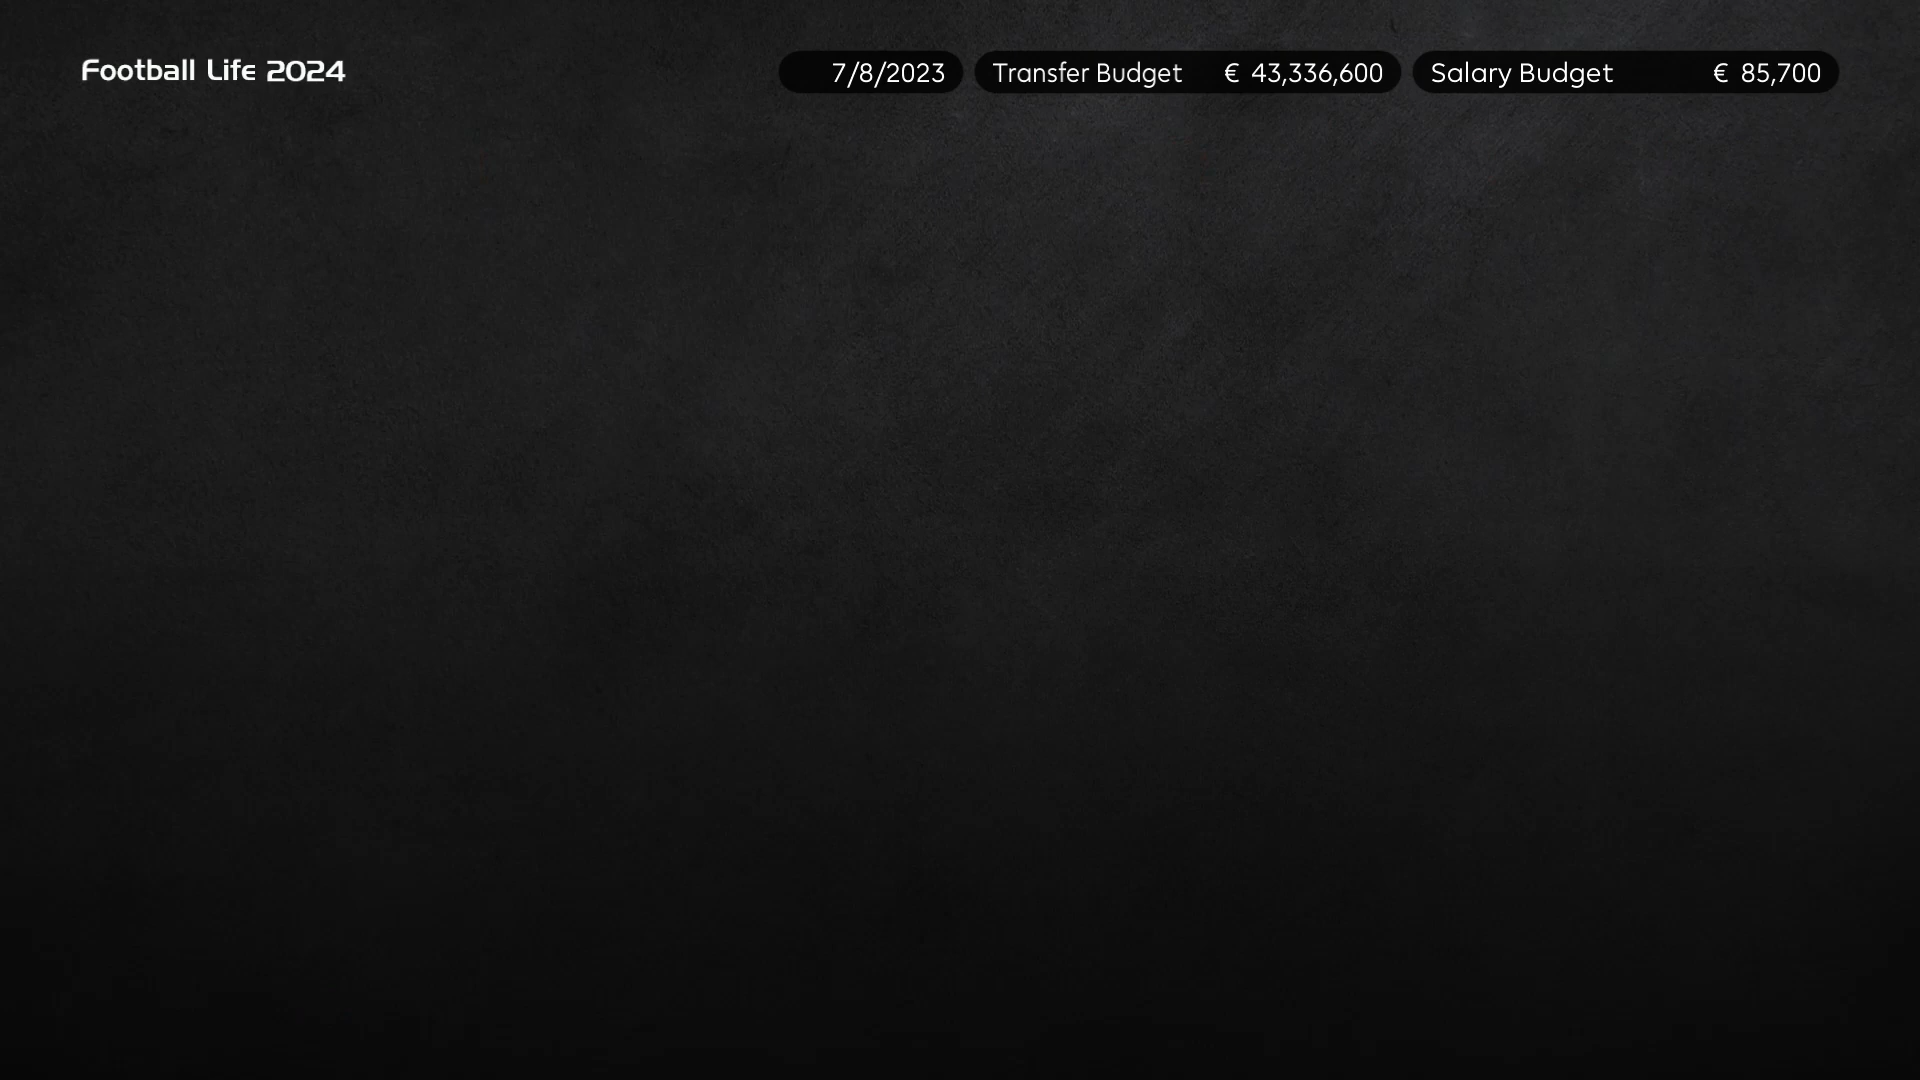 Football Life 2024
7/8/2023
Transfer Budget € 43,336,600
Salary Budget € 85,700